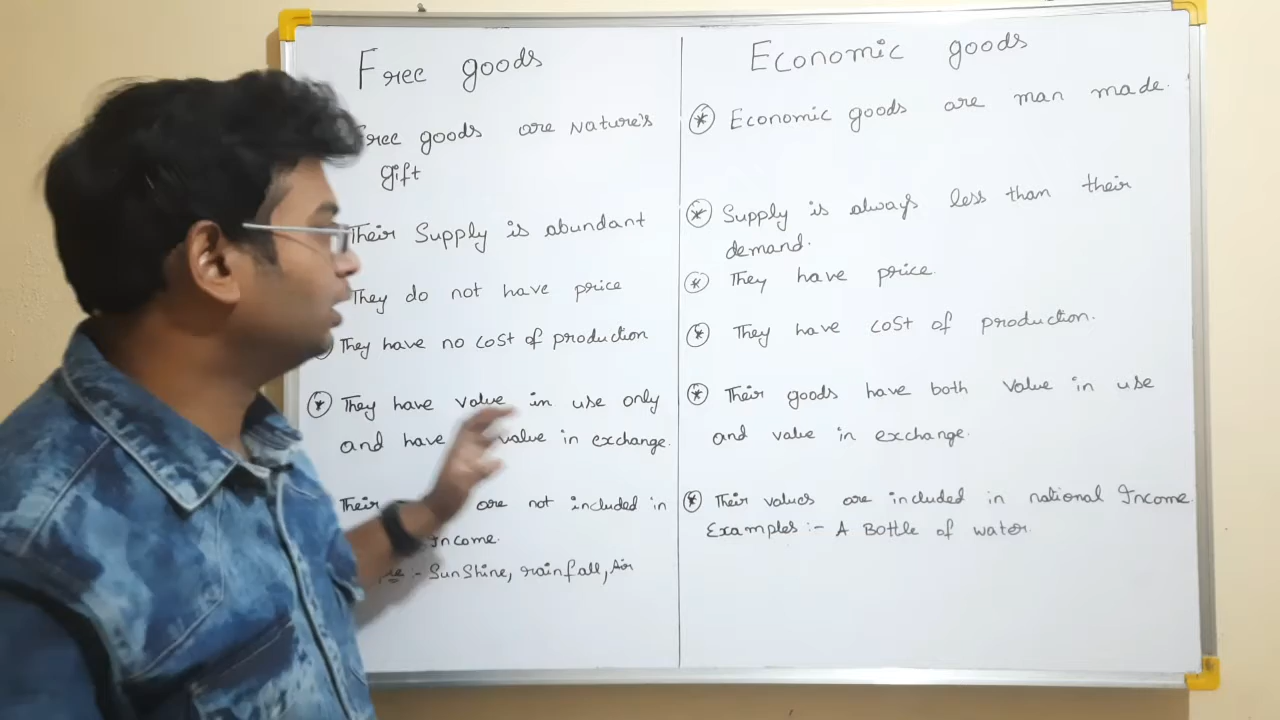 Free goods
Free goods are Nature's
gift
Their Supply is abundant
They do not have price
They have no cost of production
* They have value in use only
and have value in exchange.
Their are not included in
Income.
:- Sunshine, rainfall, Air
Economic goods
* Economic goods are man made.
* Supply is always less than their
demand.
* They have price.
* They have cost of production.
* Their goods have both value in use
and value in exchange.
* Their values are included in national Income.
Examples :- A Bottle of water